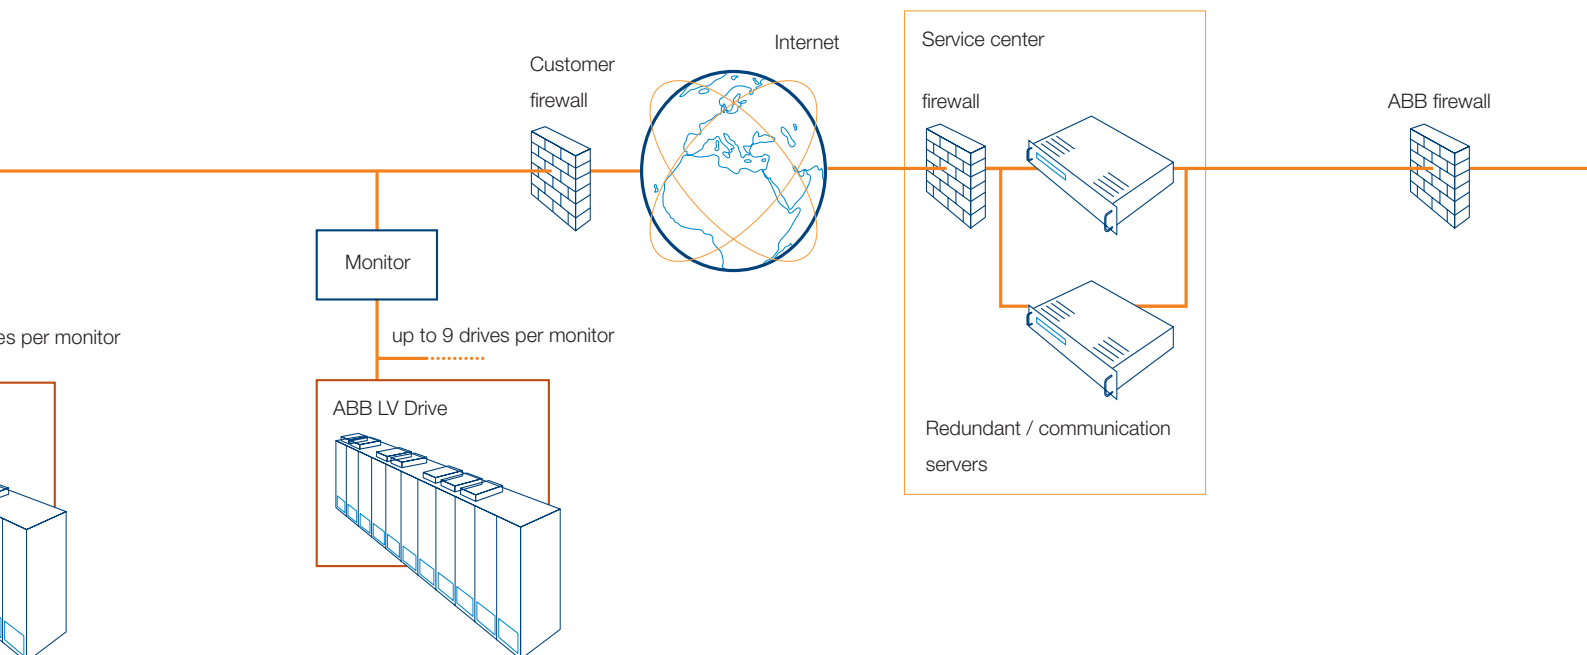 Internet
Service center
Customer
firewall
firewall
ABB firewall
Monitor
up to 9 drives per monitor
per monitor
ABB LV Drive
Redundant / communication
servers